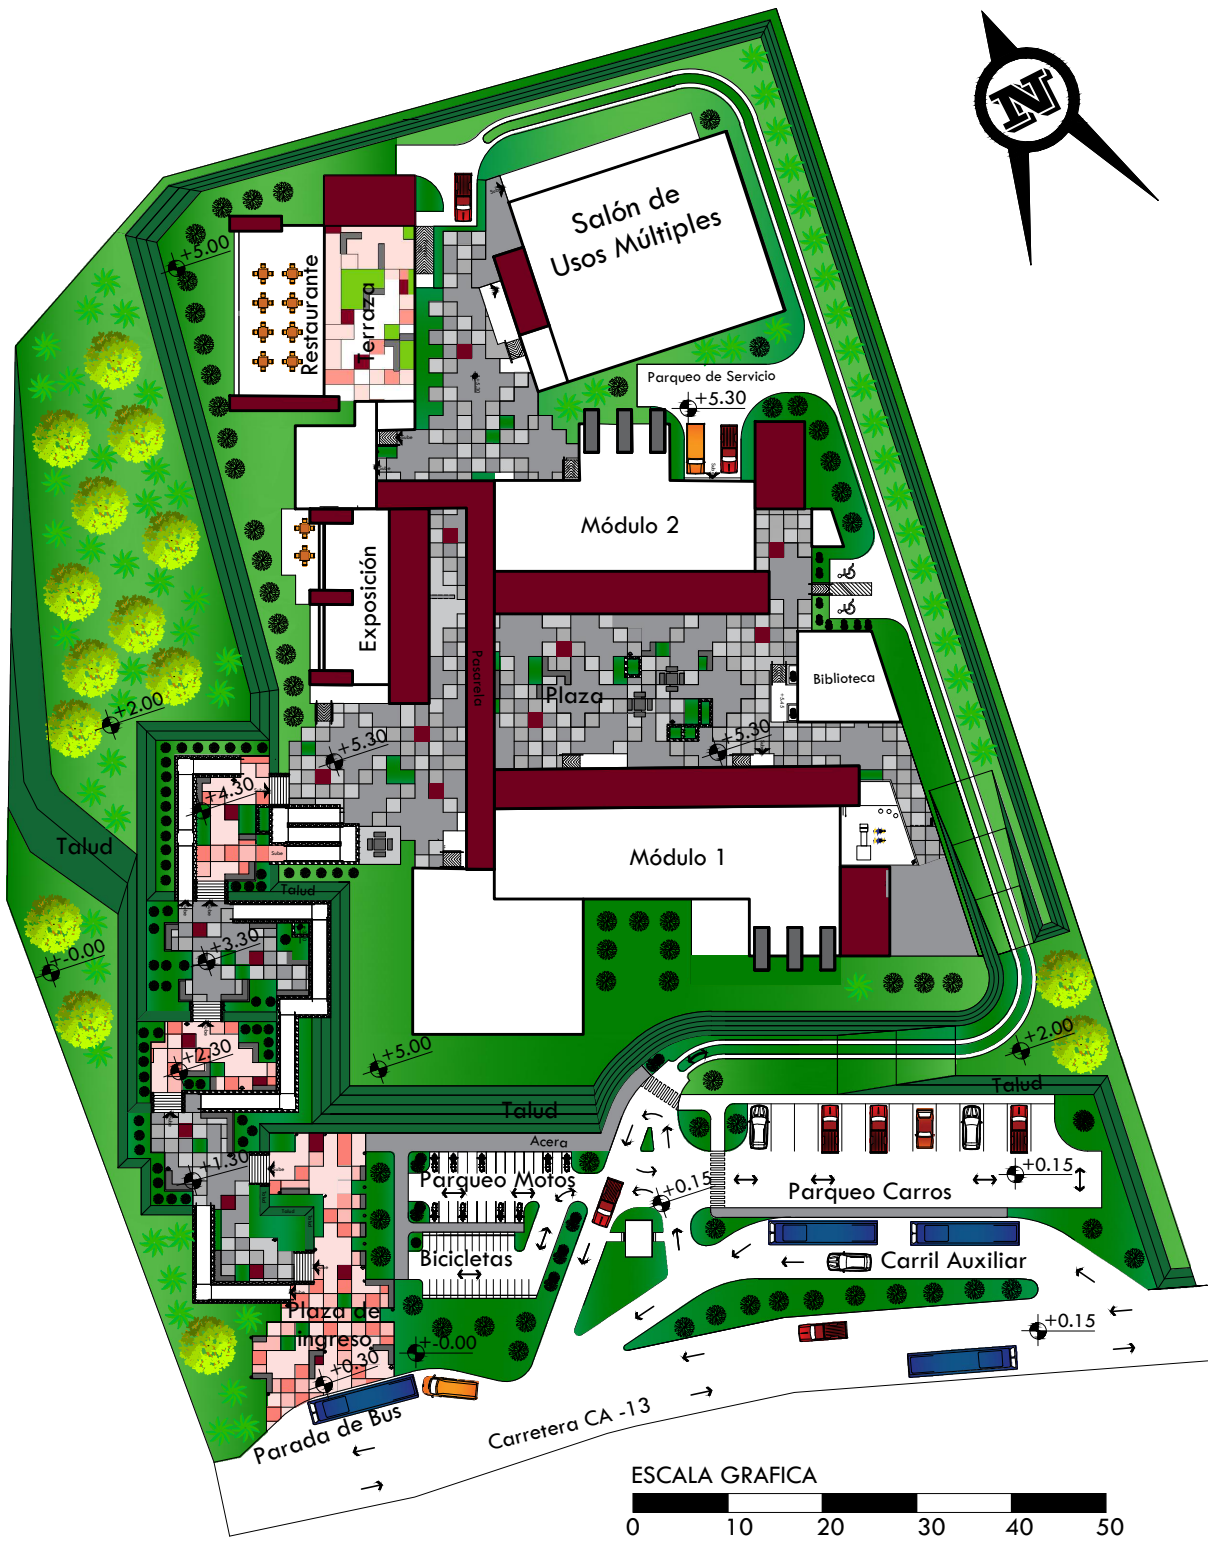 N
Salón de
Usos Múltiples
+5.00
Restaurante
Terraza
Parqueo de Servicio
+5.30
Módulo 2
Exposición
Pasarela
Plaza
Biblioteca
+5.45
+2.00
+5.30
+5.30
+4.30
Talud
Sube
Módulo 1
Talud
+3.30
+-0.00
+2.30
+5.00
+2.00
Talud
Talud
Acera
+1.30
Parqueo Motos
+0.15
+0.15
Parqueo Carros
Talud
Bicicletas
Carril Auxiliar
Plaza de
ingreso
+-0.00
+0.15
+0.30
Parada de Bus
Carretera CA -13
ESCALA GRAFICA
0 10 20 30 40 50